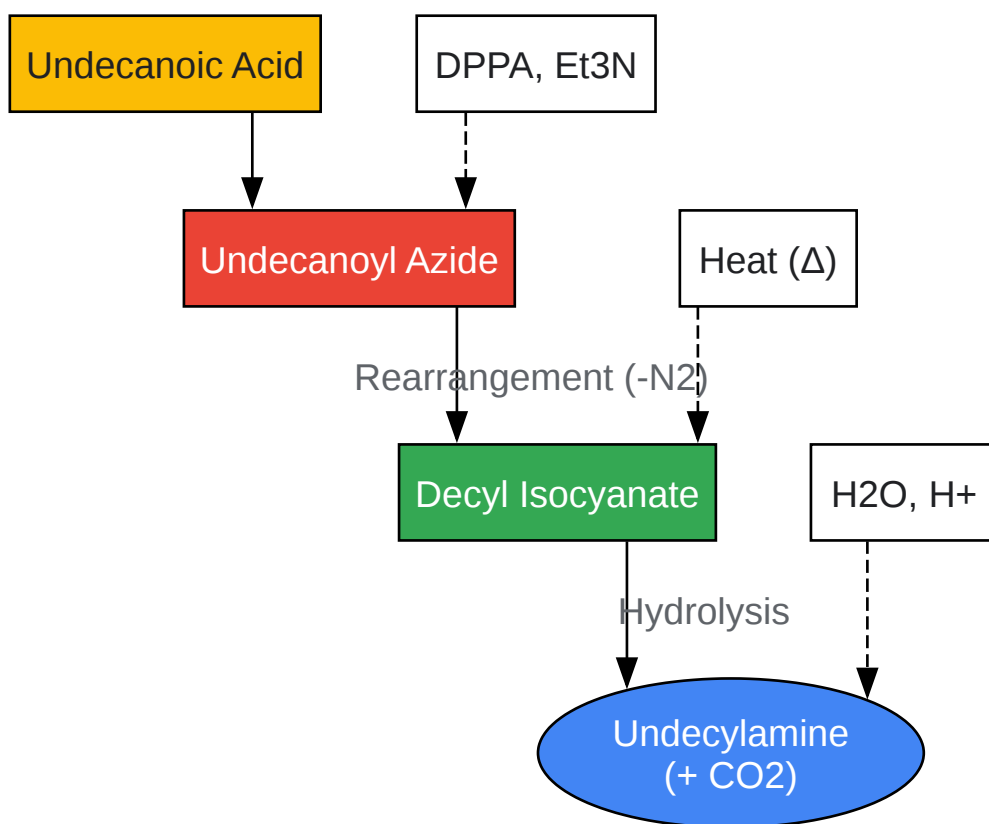 Undecanoic Acid
DPPA, Et3N
Undecanoyl Azide
Heat (Δ)
Rearrangement (-N2)
Decyl Isocyanate
H2O, H+
Hydrolysis
Undecylamine
(+ CO2)